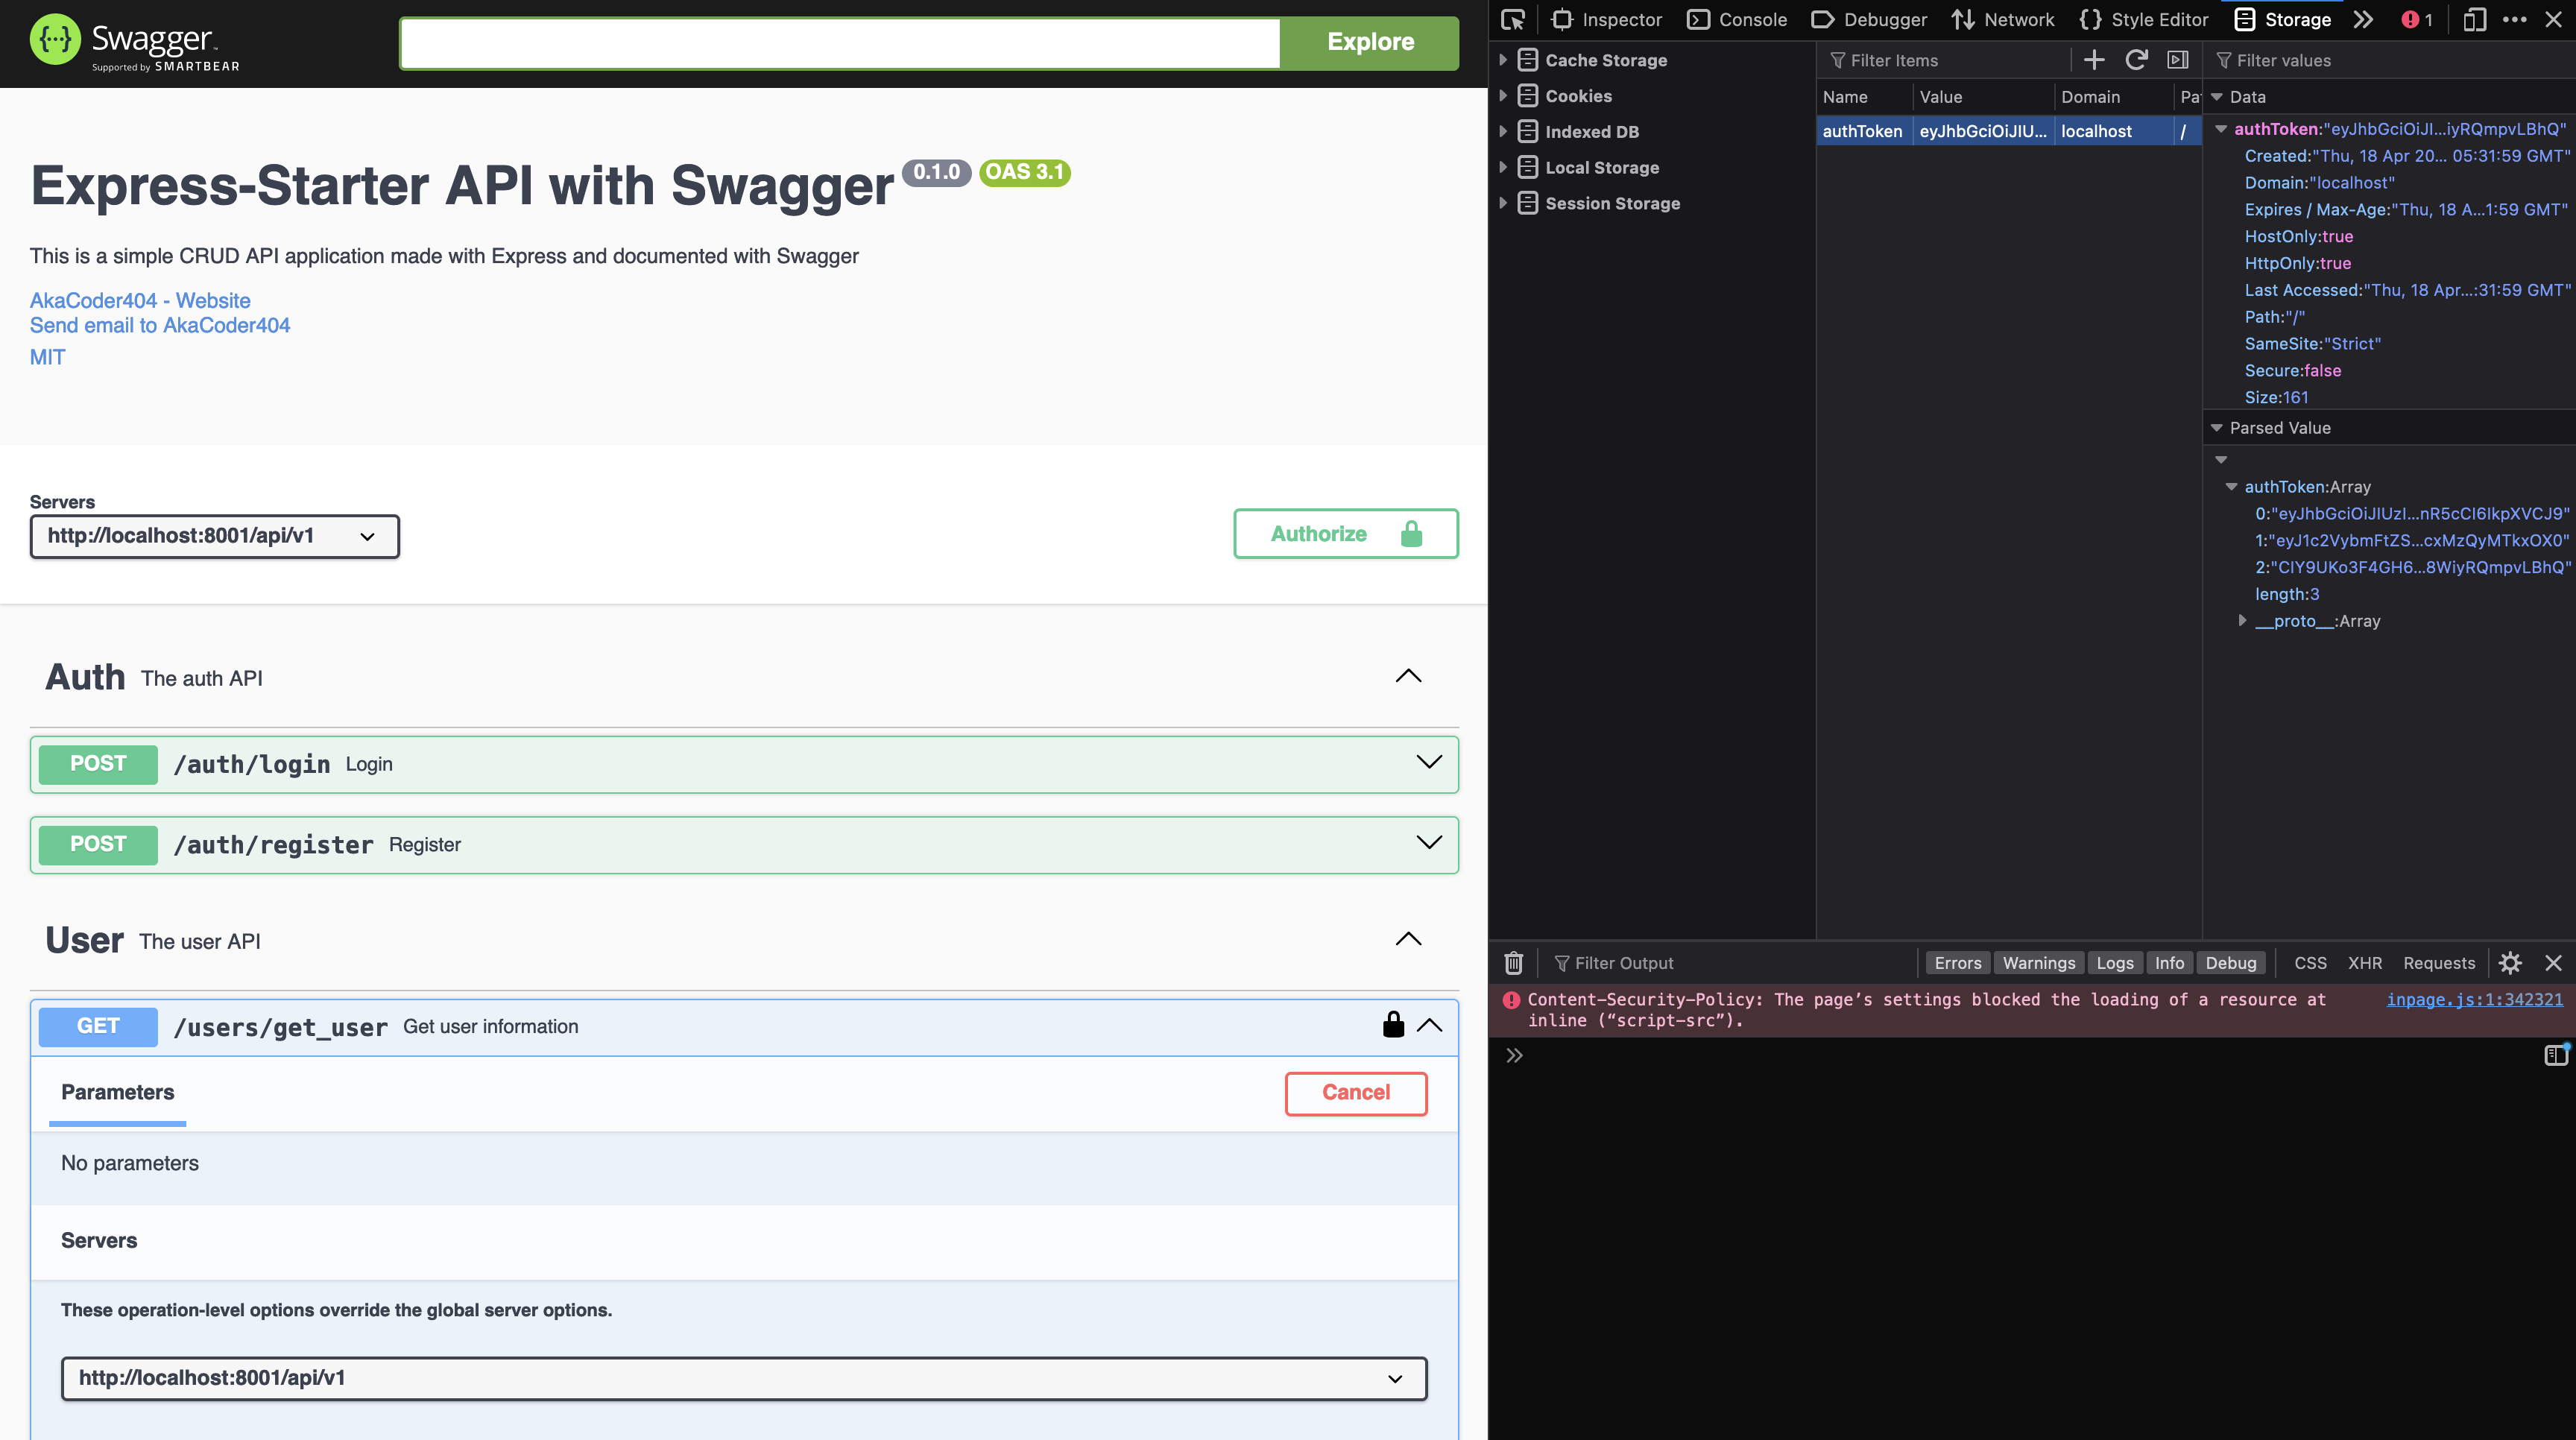 Swagger
Supported by SMARTBEAR
Explore
Express-Starter API with Swagger 0.1.0 OAS 3.1
This is a simple CRUD API application made with Express and documented with Swagger
AkaCoder404 - Website
Send email to AkaCoder404
MIT
Servers
http://localhost:8001/api/v1
Authorize
Auth The auth API
POST /auth/login Login
POST /auth/register Register
User The user API
GET /users/get_user Get user information
Parameters
Cancel
No parameters
Servers
These operation-level options override the global server options.
http://localhost:8001/api/v1
Inspector Console Debugger Network Style Editor Storage 1
Cache Storage
Cookies
Indexed DB
Local Storage
Session Storage
Filter Items
Name Value Domain Pa
authToken eyJhbGciOiJIU... localhost /
Filter values
Data
authToken:"eyJhbGciOiJI...iyRQmpvLBhQ"
Created:"Thu, 18 Apr 20... 05:31:59 GMT"
Domain:"localhost"
Expires / Max-Age:"Thu, 18 A...1:59 GMT"
HostOnly:true
HttpOnly:true
Last Accessed:"Thu, 18 Apr...:31:59 GMT"
Path:"/"
SameSite:"Strict"
Secure:false
Size:161
Parsed Value
authToken:Array
0:"eyJhbGciOiJIUzI...nR5cCI6IkpXVCJ9"
1:"eyJ1c2VybmFtZS...cxMzQyMTkxOX0"
2:"CIY9UKo3F4GH6...8WiyRQmpvLBhQ"
length:3
__proto__:Array
Filter Output
Errors Warnings Logs Info Debug CSS XHR Requests
Content-Security-Policy: The page’s settings blocked the loading of a resource at inpage.js:1:342321
inline (“script-src”).